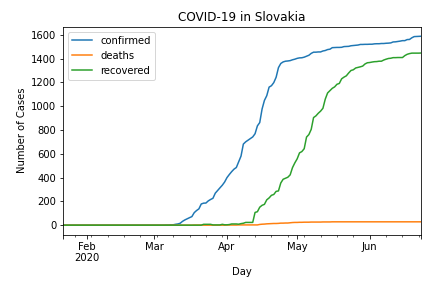 COVID-19 in Slovakia
confirmed
deaths
recovered
Number of Cases
1600
1400
1200
1000
800
600
400
200
0
Feb
2020
Mar
Apr
May
Jun
Day